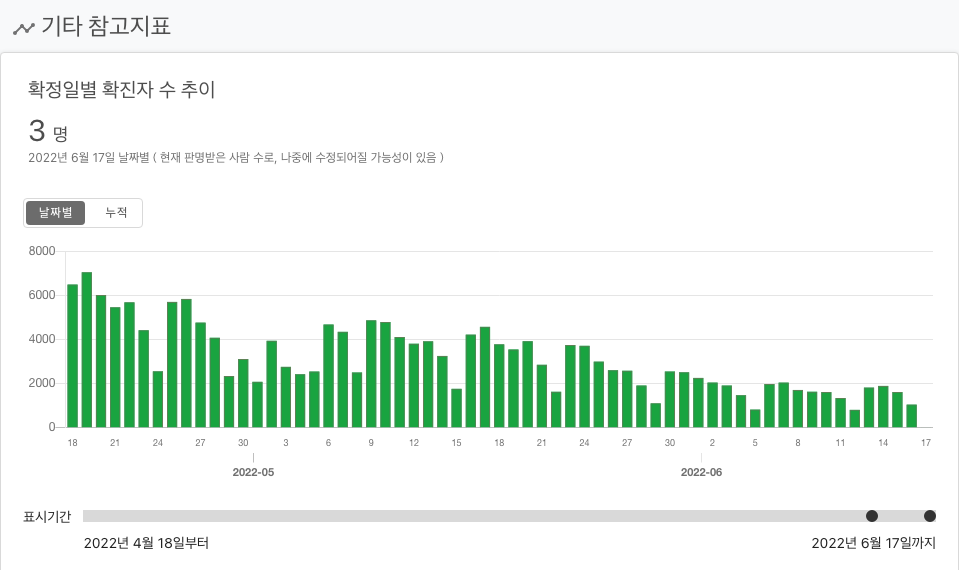 기타 참고지표
확정일별 확진자 수 추이
3 명
2022년 6월 17일 날짜별 ( 현재 판명받은 사람 수로, 나중에 수정되어질 가능성이 있음 )
날짜별 누적
8000
6000
4000
2000
0
18 21 24 27 30 3 6 9 12 15 18 21 24 27 30 2 5 8 11 14 17
2022-05 2022-06
표시기간
2022년 4월 18일부터 2022년 6월 17일까지